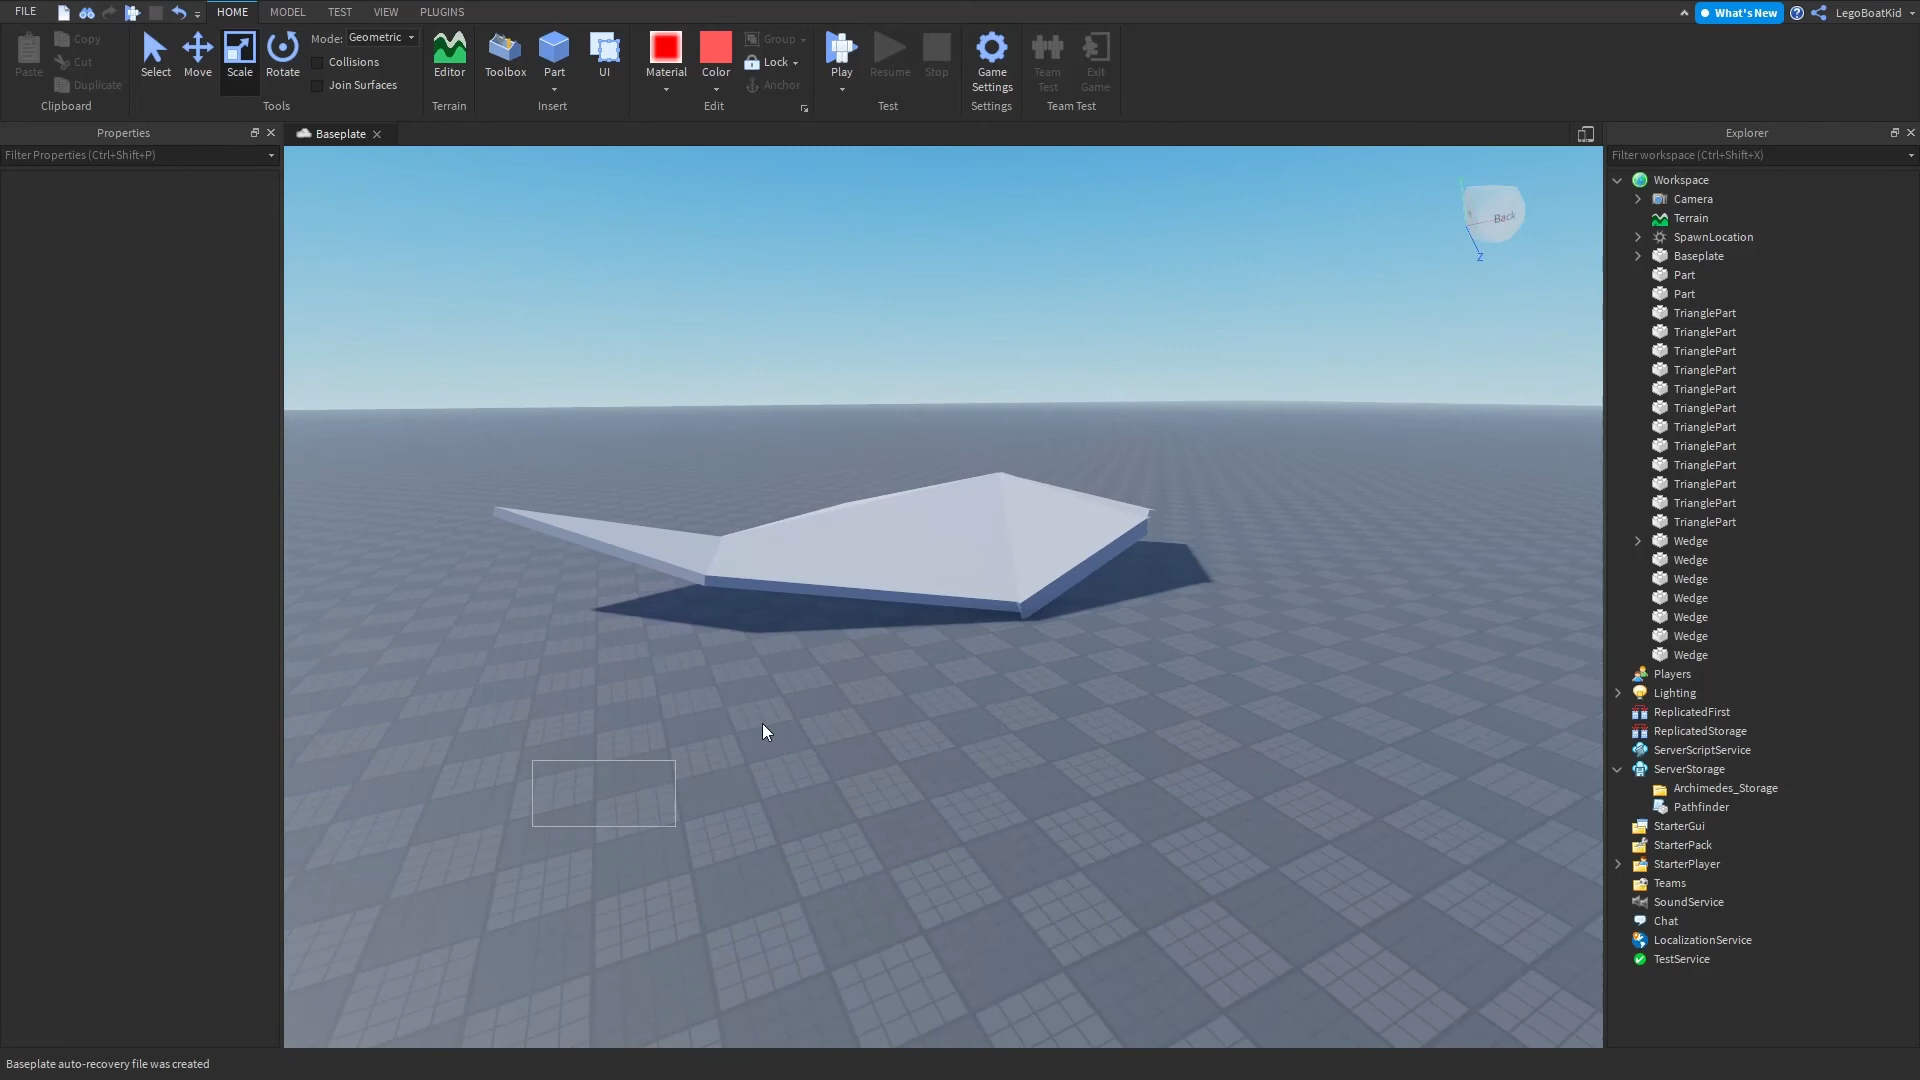 FILE
HOME
MODEL
TEST
VIEW
PLUGINS
What's New
LegoBoatKid
Paste
Copy
Cut
Duplicate
Clipboard
Select
Move
Scale
Rotate
Mode: Geometric
Collisions
Join Surfaces
Tools
Editor
Terrain
Toolbox
Part
UI
Insert
Material
Color
Group
Lock
Anchor
Edit
Play
Resume
Stop
Test
Game
Settings
Settings
Team
Test
Exit
Game
Team Test
Properties
Filter Properties (Ctrl+Shift+P)
Baseplate
Back
Z
Explorer
Filter workspace (Ctrl+Shift+X)
Workspace
Camera
Terrain
SpawnLocation
Baseplate
Part
Part
TrianglePart
TrianglePart
TrianglePart
TrianglePart
TrianglePart
TrianglePart
TrianglePart
TrianglePart
TrianglePart
TrianglePart
TrianglePart
TrianglePart
Wedge
Wedge
Wedge
Wedge
Wedge
Wedge
Wedge
Players
Lighting
ReplicatedFirst
ReplicatedStorage
ServerScriptService
ServerStorage
Archimedes_Storage
Pathfinder
StarterGui
StarterPack
StarterPlayer
Teams
SoundService
Chat
LocalizationService
TestService
Baseplate auto-recovery file was created